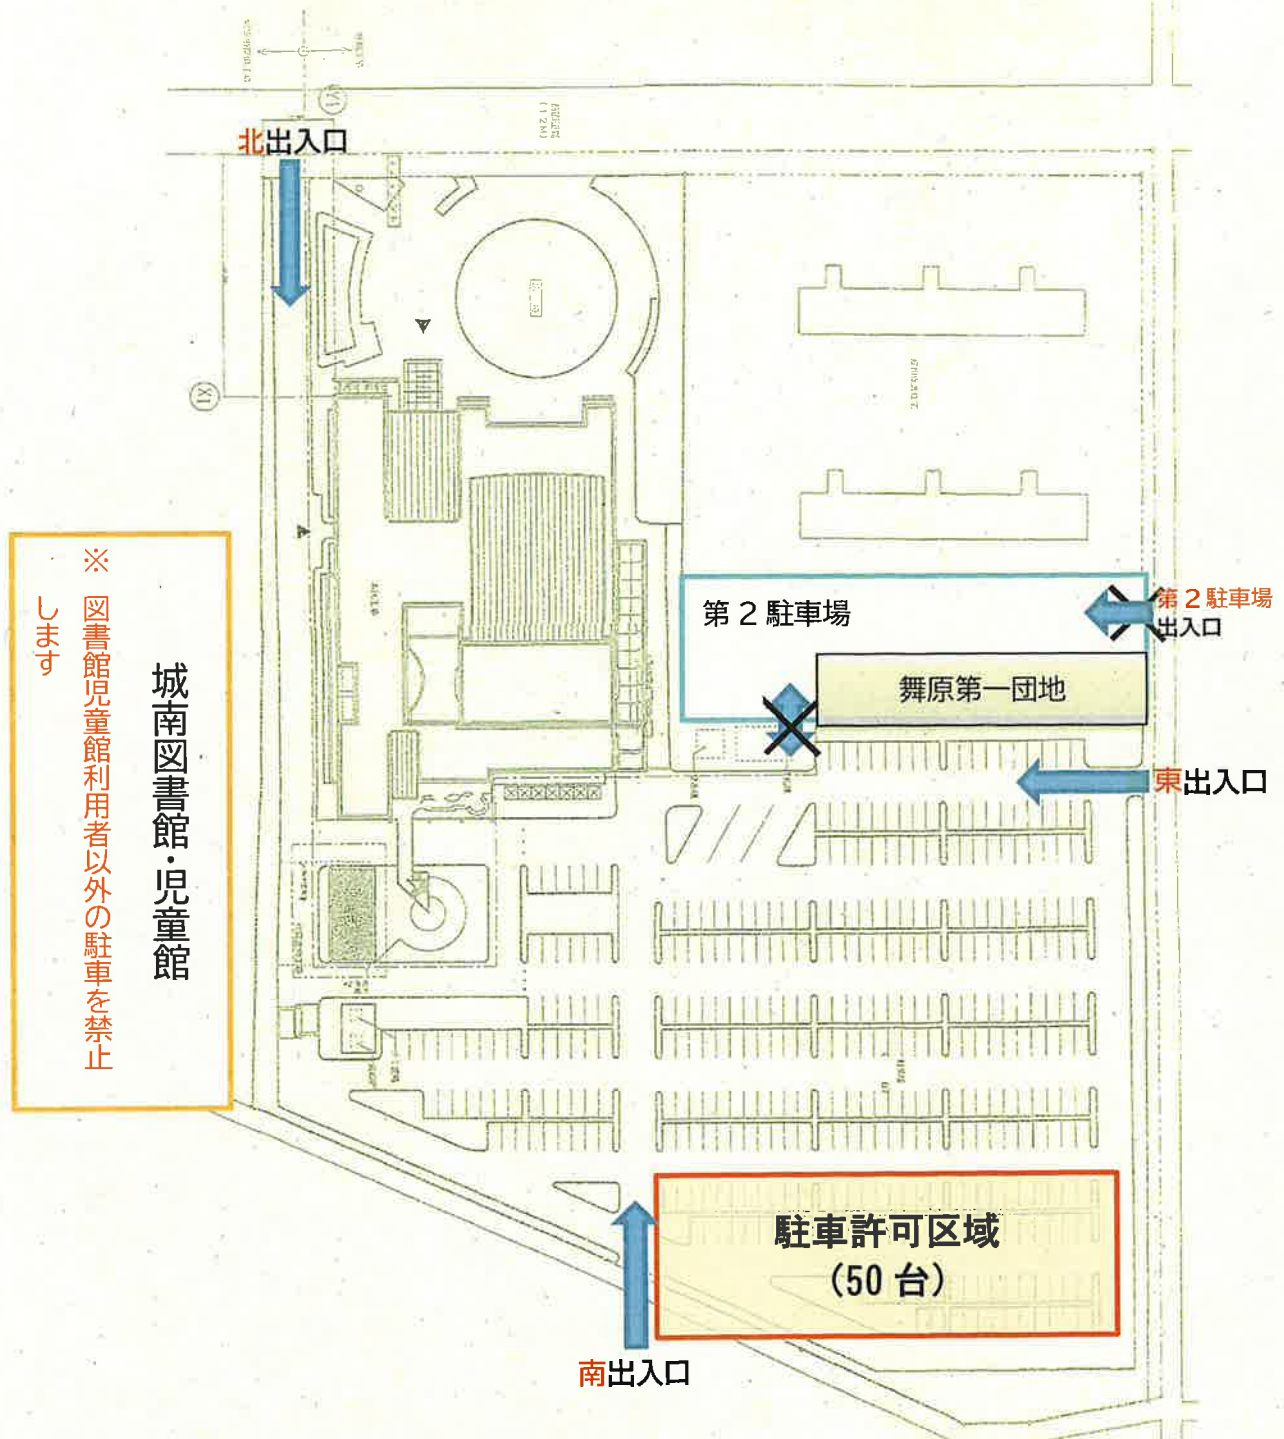 北出入口
第２駐車場
第２駐車場
出入口
舞原第一団地
東出入口
城南図書館・児童館
※ 図書館児童館利用者以外の駐車を禁止
します
駐車許可区域
（50 台）
南出入口